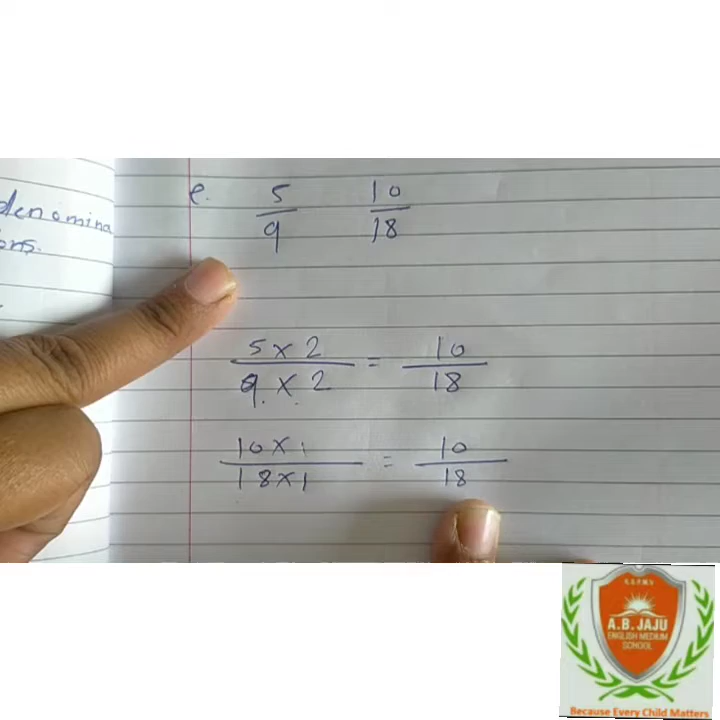 denomina
ons.
e. 5/9 10/18
5 × 2 / 9 × 2 = 10/18
10 × 1 / 18 × 1 = 10/18
A.B. JAJU
ENGLISH MEDIUM
SCHOOL
Because Every Child Matters